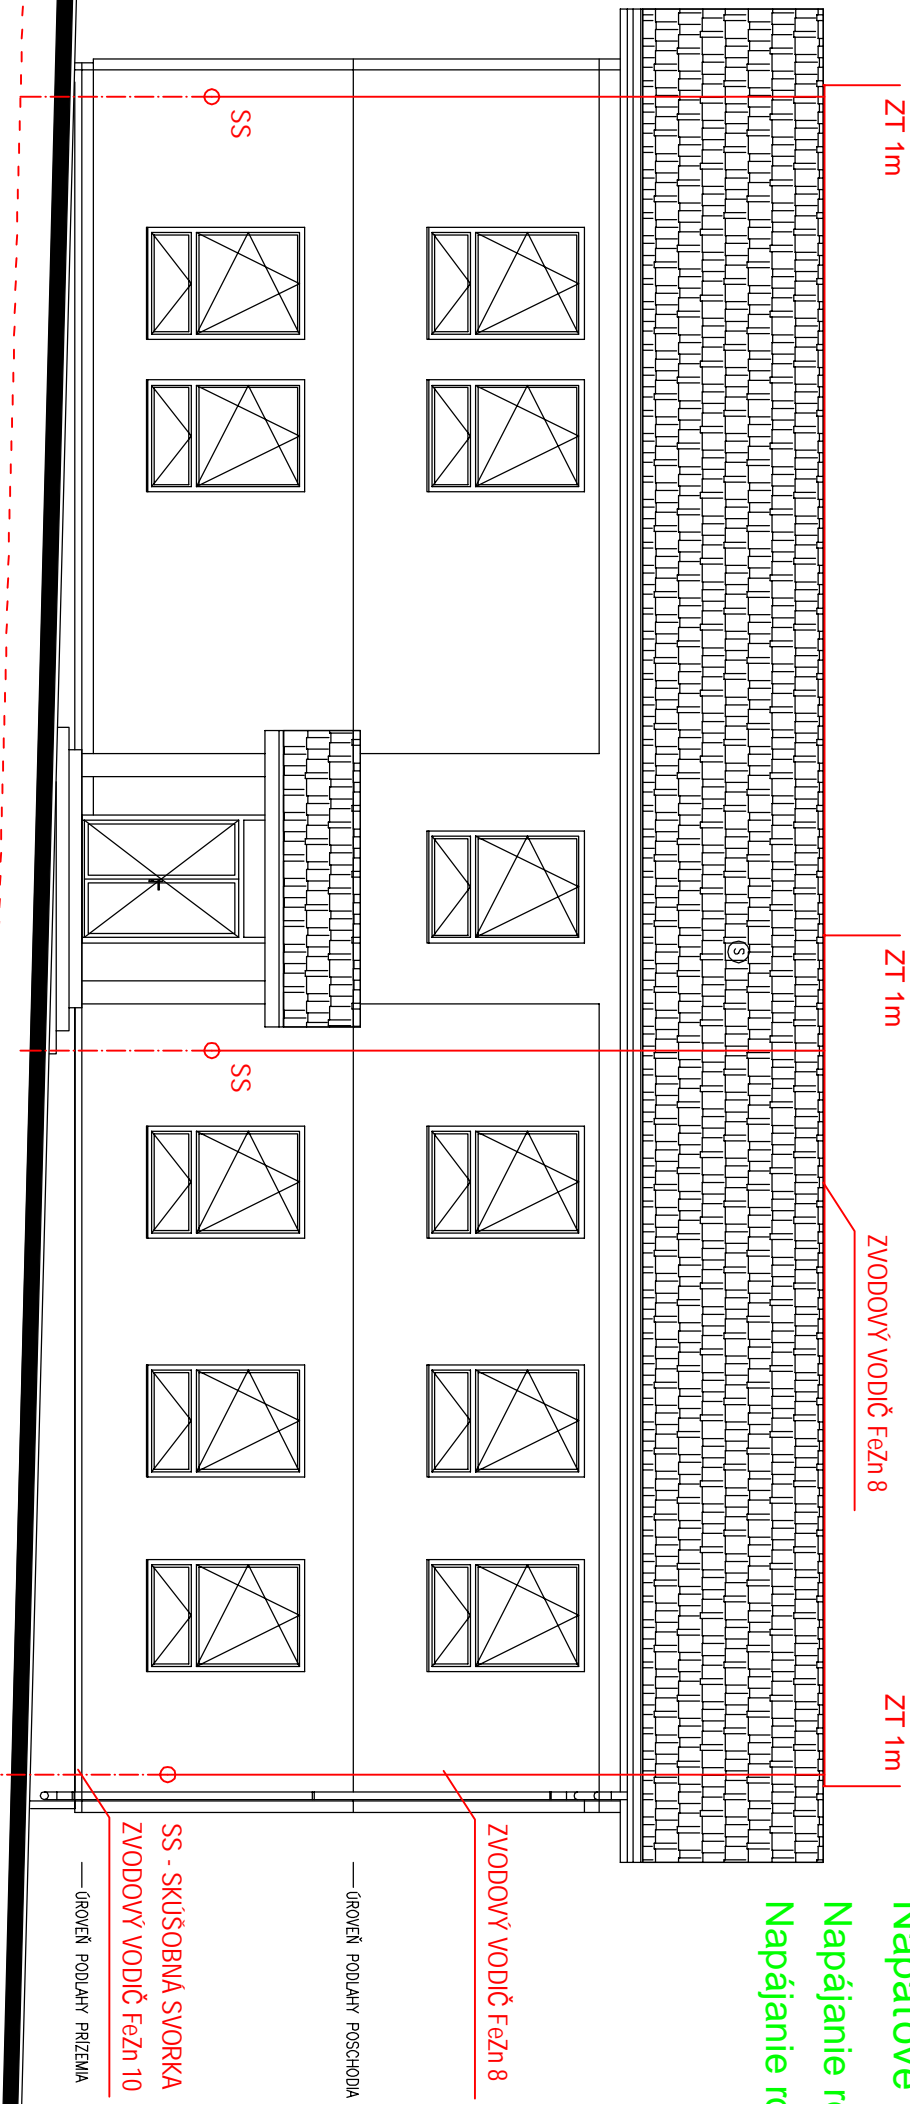 ZT 1m
ZT 1m
ZT 1m
ZVODOVÝ VODIČ FeZn 8
S
SS
SS
ZVODOVÝ VODIČ FeZn 8
ÚROVEŇ PODLAHY POSCHODIA
SS - SKÚŠOBNÁ SVORKA
ZVODOVÝ VODIČ FeZn 10
ÚROVEŇ PODLAHY PRÍZEMIA
Napäťové
Napájanie
Napájanie